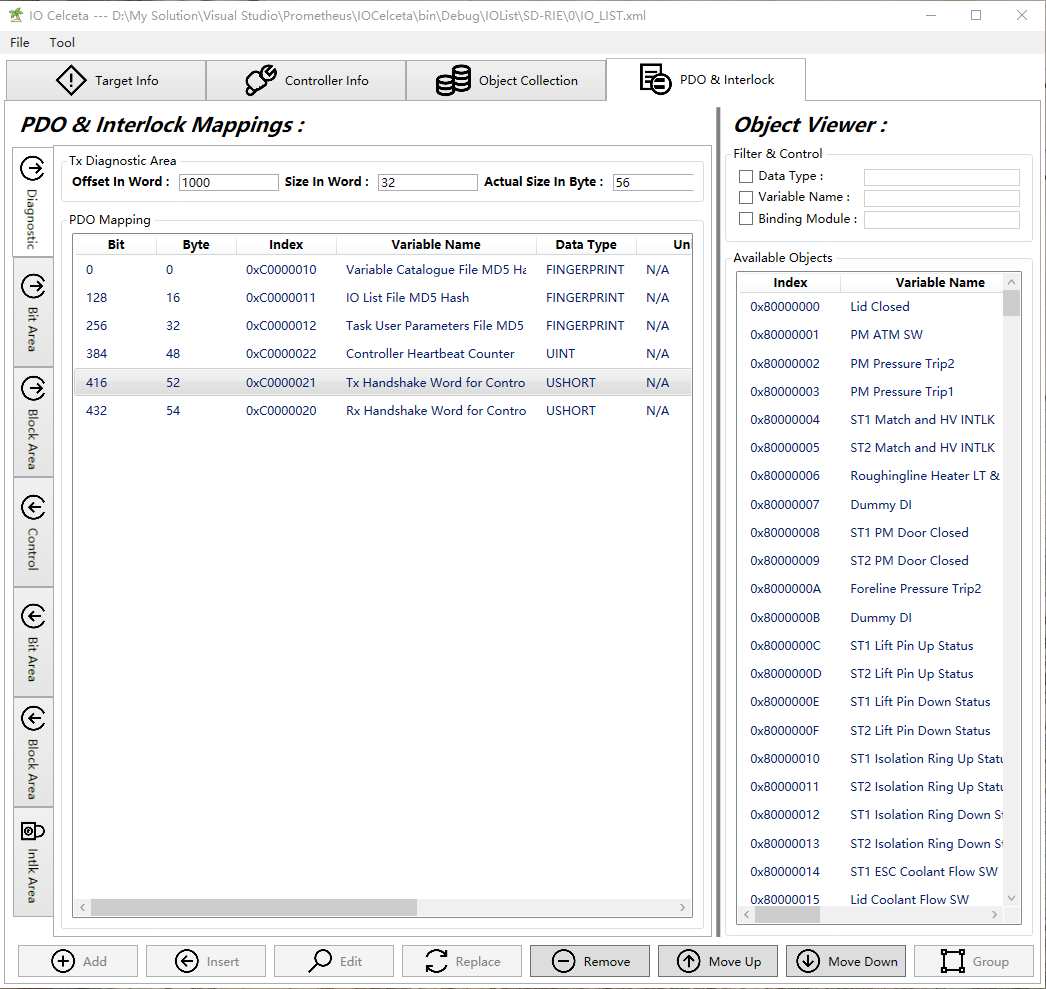 IO Celceta --- D:\My Solution\Visual Studio\Prometheus\IOCelceta\bin\Debug\IOList\SD-RIE\0\IO_LIST.xml
File Tool
Target Info Controller Info Object Collection PDO & Interlock
PDO & Interlock Mappings :
Diagnostic
Bit Area
Block Area
Control
Bit Area
Block Area
Intlk Area
Tx Diagnostic Area
Offset In Word : 1000 Size In Word : 32 Actual Size In Byte : 56
PDO Mapping
Bit Byte Index Variable Name Data Type Uni
0 0 0xC0000010 Variable Catalogue File MD5 Ha FINGERPRINT N/A
128 16 0xC0000011 IO List File MD5 Hash FINGERPRINT N/A
256 32 0xC0000012 Task User Parameters File MD5 FINGERPRINT N/A
384 48 0xC0000022 Controller Heartbeat Counter UINT N/A
416 52 0xC0000021 Tx Handshake Word for Contro USHORT N/A
432 54 0xC0000020 Rx Handshake Word for Contro USHORT N/A
Object Viewer :
Filter & Control
Data Type :
Variable Name :
Binding Module :
Available Objects
Index Variable Name
0x80000000 Lid Closed
0x80000001 PM ATM SW
0x80000002 PM Pressure Trip2
0x80000003 PM Pressure Trip1
0x80000004 ST1 Match and HV INTLK
0x80000005 ST2 Match and HV INTLK
0x80000006 Roughingline Heater LT &
0x80000007 Dummy DI
0x80000008 ST1 PM Door Closed
0x80000009 ST2 PM Door Closed
0x8000000A Foreline Pressure Trip2
0x8000000B Dummy DI
0x8000000C ST1 Lift Pin Up Status
0x8000000D ST2 Lift Pin Up Status
0x8000000E ST1 Lift Pin Down Status
0x8000000F ST2 Lift Pin Down Status
0x80000010 ST1 Isolation Ring Up Statu
0x80000011 ST2 Isolation Ring Up Statu
0x80000012 ST1 Isolation Ring Down St
0x80000013 ST2 Isolation Ring Down St
0x80000014 ST1 ESC Coolant Flow SW
0x80000015 Lid Coolant Flow SW
Add Insert Edit Replace Remove Move Up Move Down Group